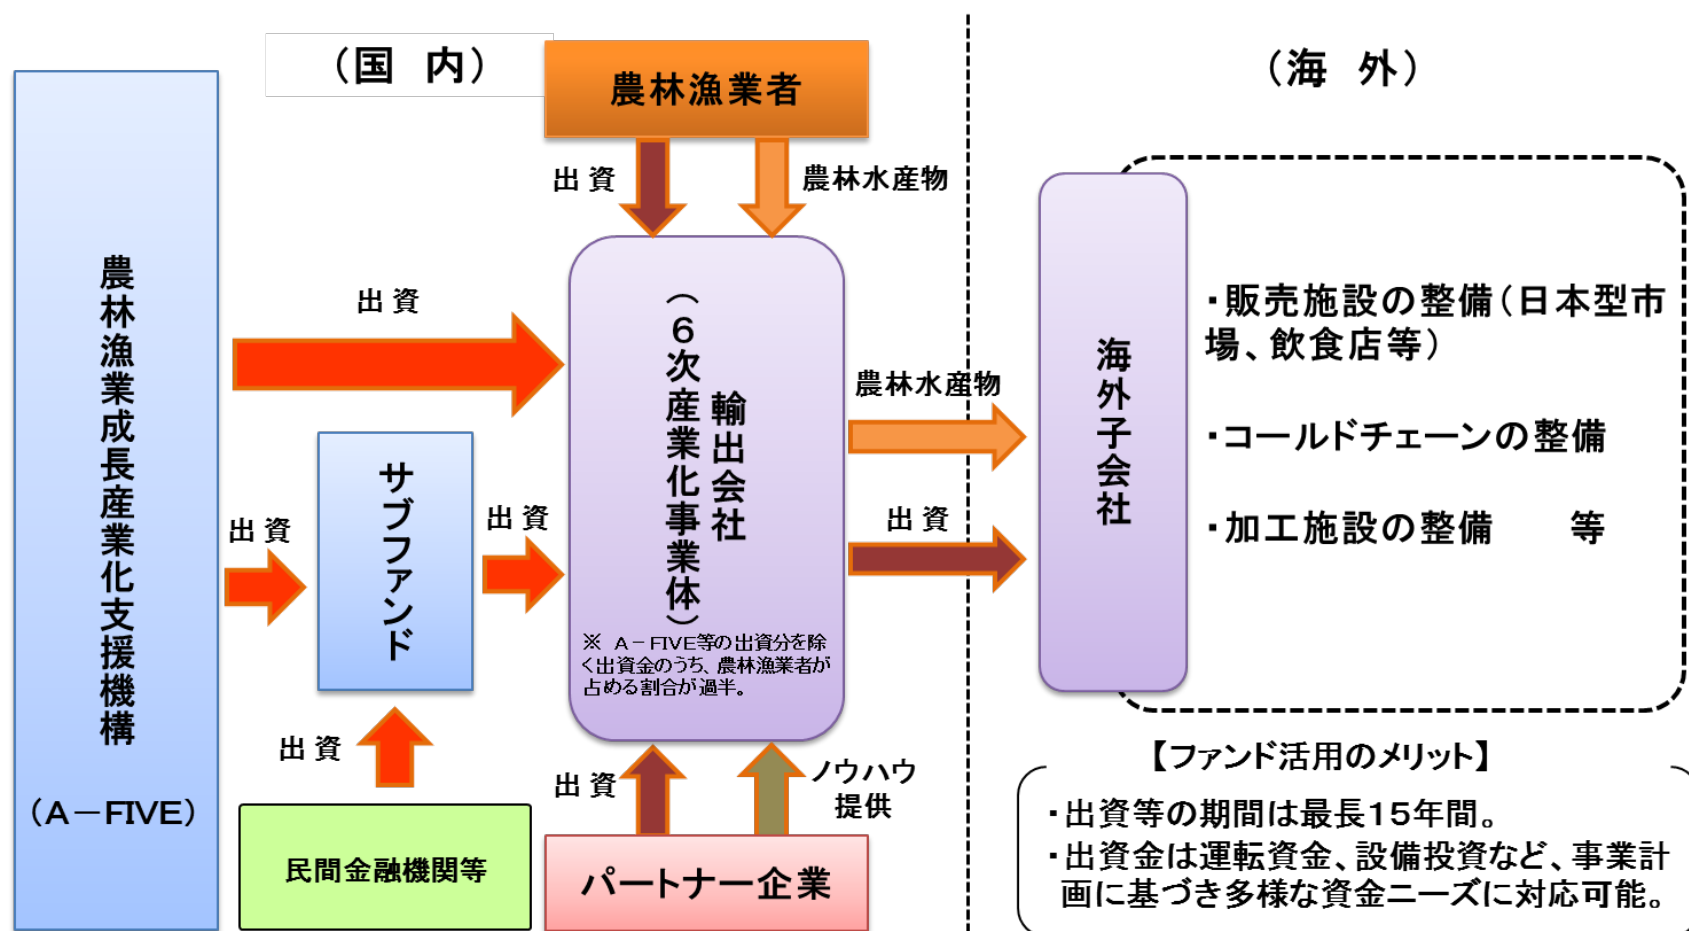 （国　内）
（海　外）
農林漁業者
出 資
農林水産物
農林漁業成長産業化支援機構
（Ａ－FIVE）
出 資
出 資
サブファンド
出 資
出 資
民間金融機関等
輸出会社
（６次産業化事業体）
※ Ａ－FIVE等の出資分を除
く出資金のうち、農林漁業者が
占める割合が過半。
出 資
ノウハウ
提供
パートナー企業
農林水産物
出 資
海外子会社
・販売施設の整備（日本型市
場、飲食店等）
・コールドチェーンの整備
・加工施設の整備　　等
【ファンド活用のメリット】
・出資等の期間は最長15年間。
・出資金は運転資金、設備投資など、事業計
画に基づき多様な資金ニーズに対応可能。